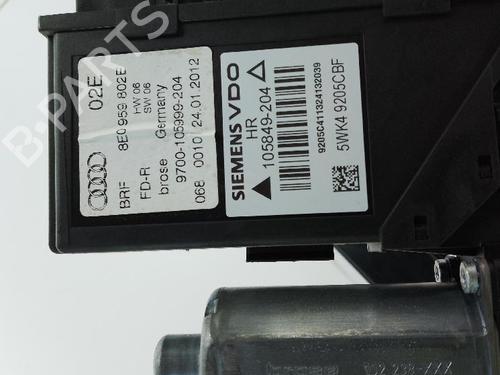 02E
8E0 959 802E
HW 06
SW 06
BRF
FD-R
brose Germany
9700-105999-204
068 0010 24.01.2012
SIEMENS VDO
HR
105849-204
9205C411324132039
5WK4 9205CBF
B-PARTS